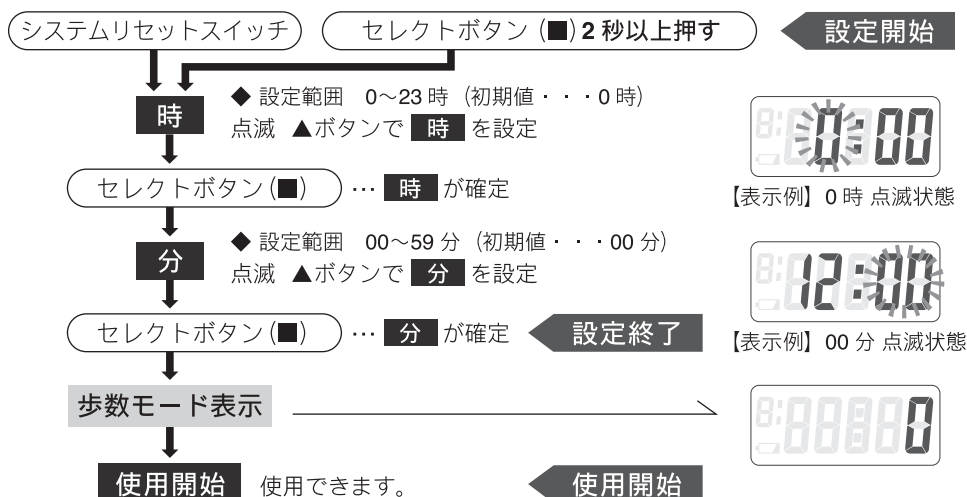 システムリセットスイッチ
セレクトボタン (■) 2 秒以上押す
設定開始
時
◆ 設定範囲 0〜23 時 (初期値・・・0 時)
点滅 ▲ボタンで 時 を設定
0:00
【表示例】0 時 点滅状態
セレクトボタン (■) … 時 が確定
分
◆ 設定範囲 00〜59 分 (初期値・・・00 分)
点滅 ▲ボタンで 分 を設定
12:00
【表示例】00 分 点滅状態
セレクトボタン (■) … 分 が確定
設定終了
歩数モード表示
0
使用開始 使用できます。
使用開始